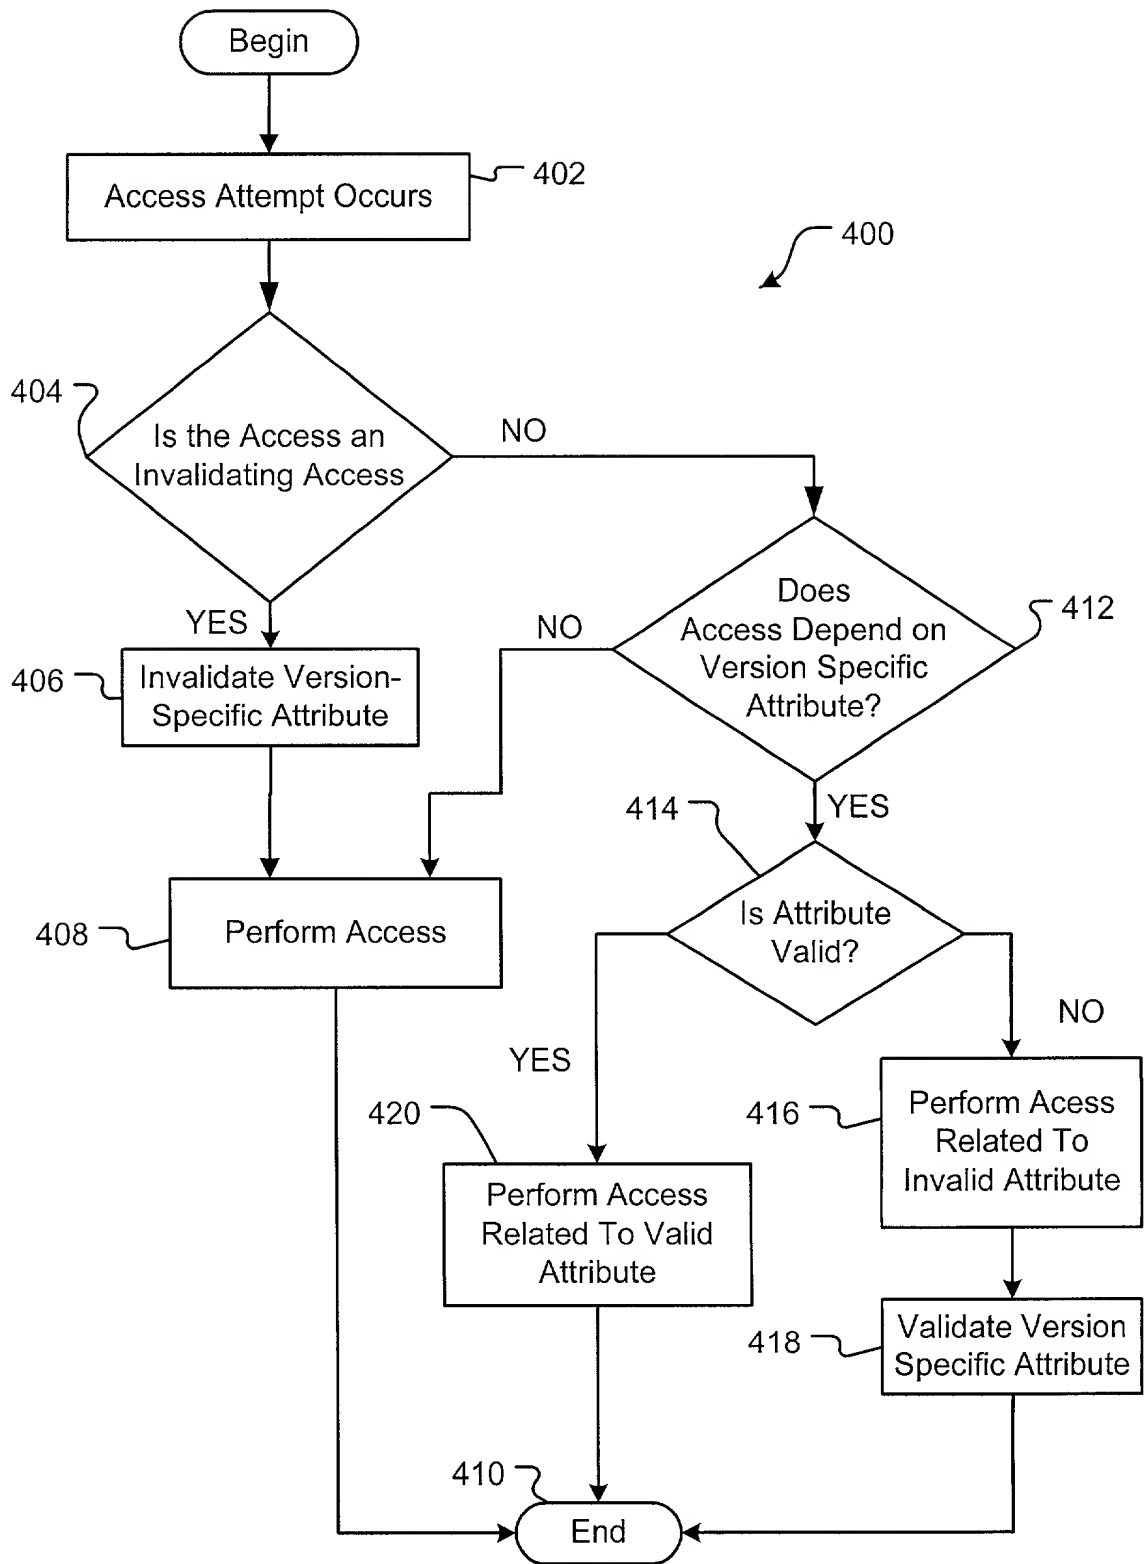 Begin
402
Access Attempt Occurs
400
404
Is the Access an
Invalidating Access
NO
YES
406
Invalidate Version-
Specific Attribute
NO
Does
Access Depend on
Version Specific
Attribute?
412
YES
414
Is Attribute
Valid?
408
Perform Access
YES
NO
420
Perform Access
Related To Valid
Attribute
416
Perform Acess
Related To
Invalid Attribute
418
Validate Version
Specific Attribute
410
End